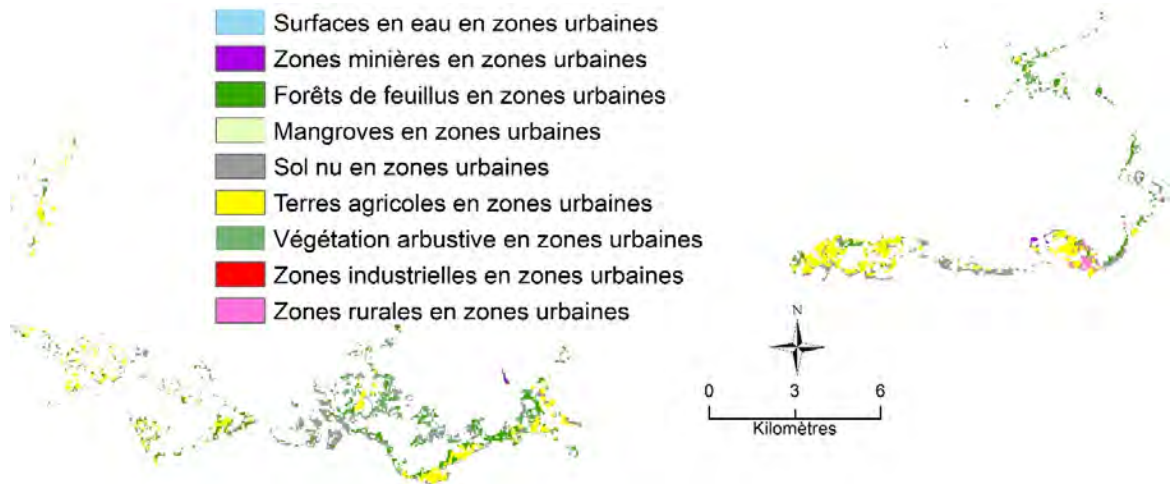 Surfaces en eau en zones urbaines
Zones minières en zones urbaines
Forêts de feuillus en zones urbaines
Mangroves en zones urbaines
Sol nu en zones urbaines
Terres agricoles en zones urbaines
Végétation arbustive en zones urbaines
Zones industrielles en zones urbaines
Zones rurales en zones urbaines
N
0 3 6
Kilomètres